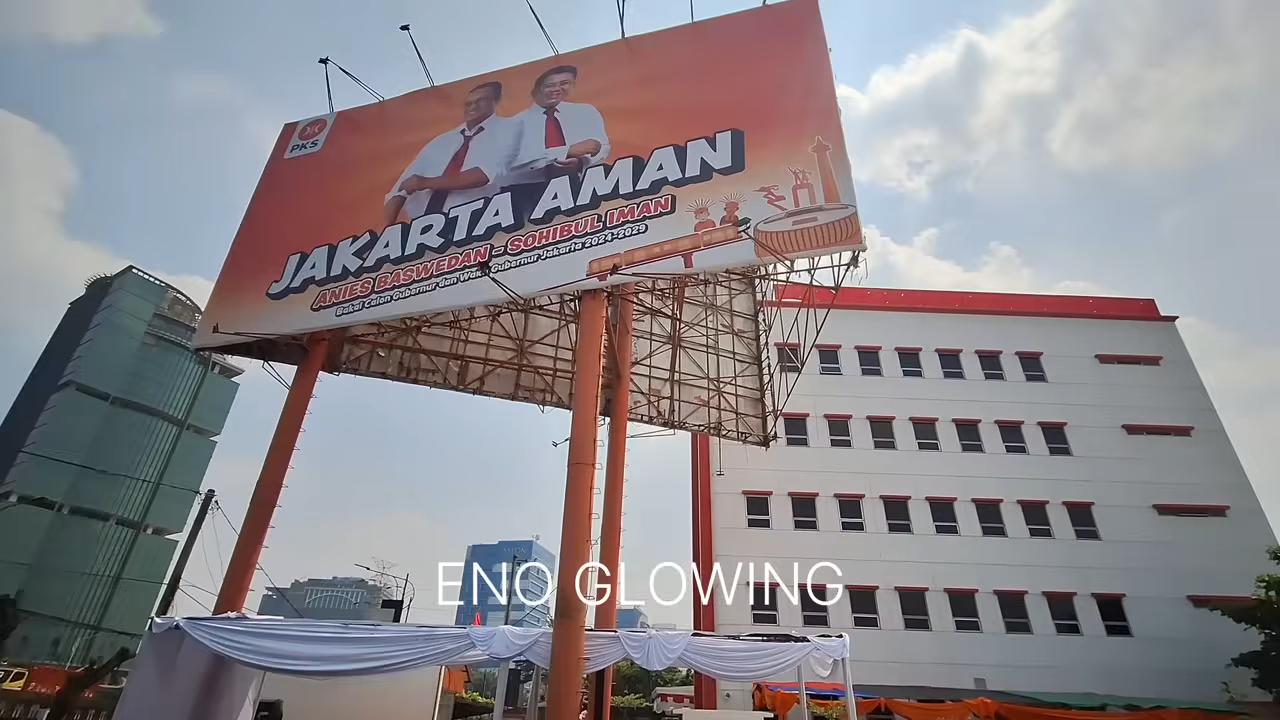 PKS
JAKARTA AMAN
ANIES BASWEDAN - SOHIBUL IMAN
Bakal Calon Gubernur dan Wakil Gubernur Jakarta 2024-2029
ENO GLOWING